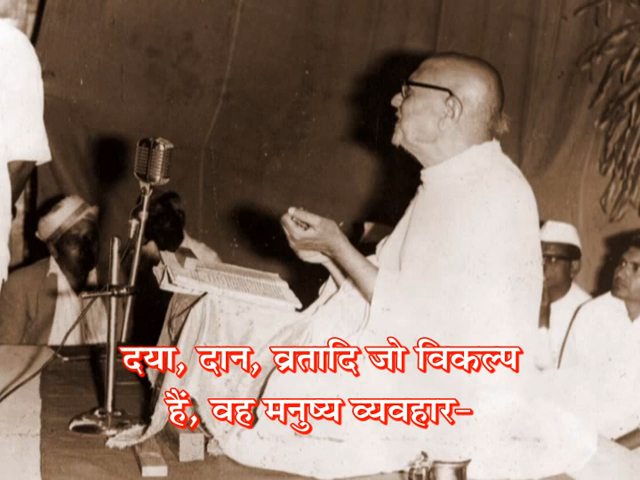 दया, दान, व्रतादि जो विकल्प
हैं, वह मनुष्य व्यवहार-